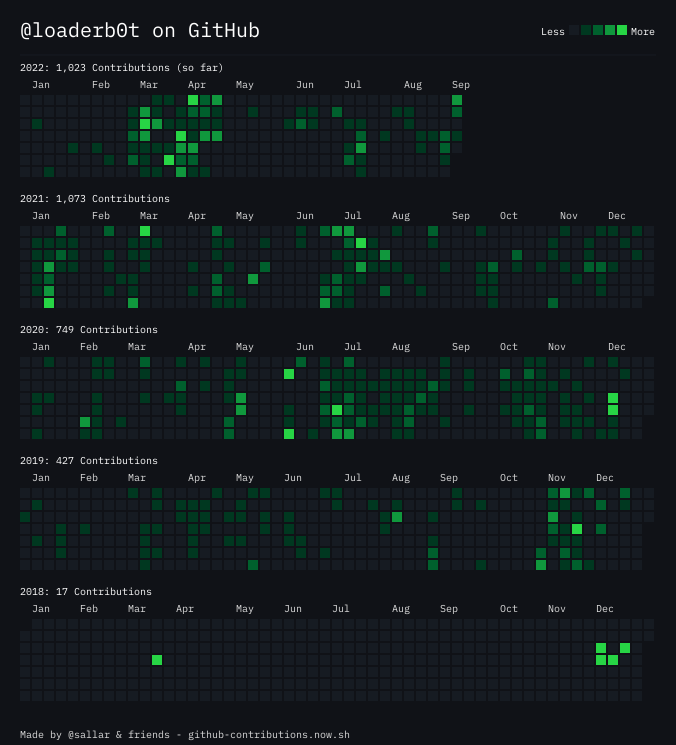 @loaderb0t on GitHub
Less More
2022: 1,023 Contributions (so far)
Jan Feb Mar Apr May Jun Jul Aug Sep
2021: 1,073 Contributions
Jan Feb Mar Apr May Jun Jul Aug Sep Oct Nov Dec
2020: 749 Contributions
Jan Feb Mar Apr May Jun Jul Aug Sep Oct Nov Dec
2019: 427 Contributions
Jan Feb Mar Apr May Jun Jul Aug Sep Oct Nov Dec
2018: 17 Contributions
Jan Feb Mar Apr May Jun Jul Aug Sep Oct Nov Dec
Made by @sallar & friends - github-contributions.now.sh